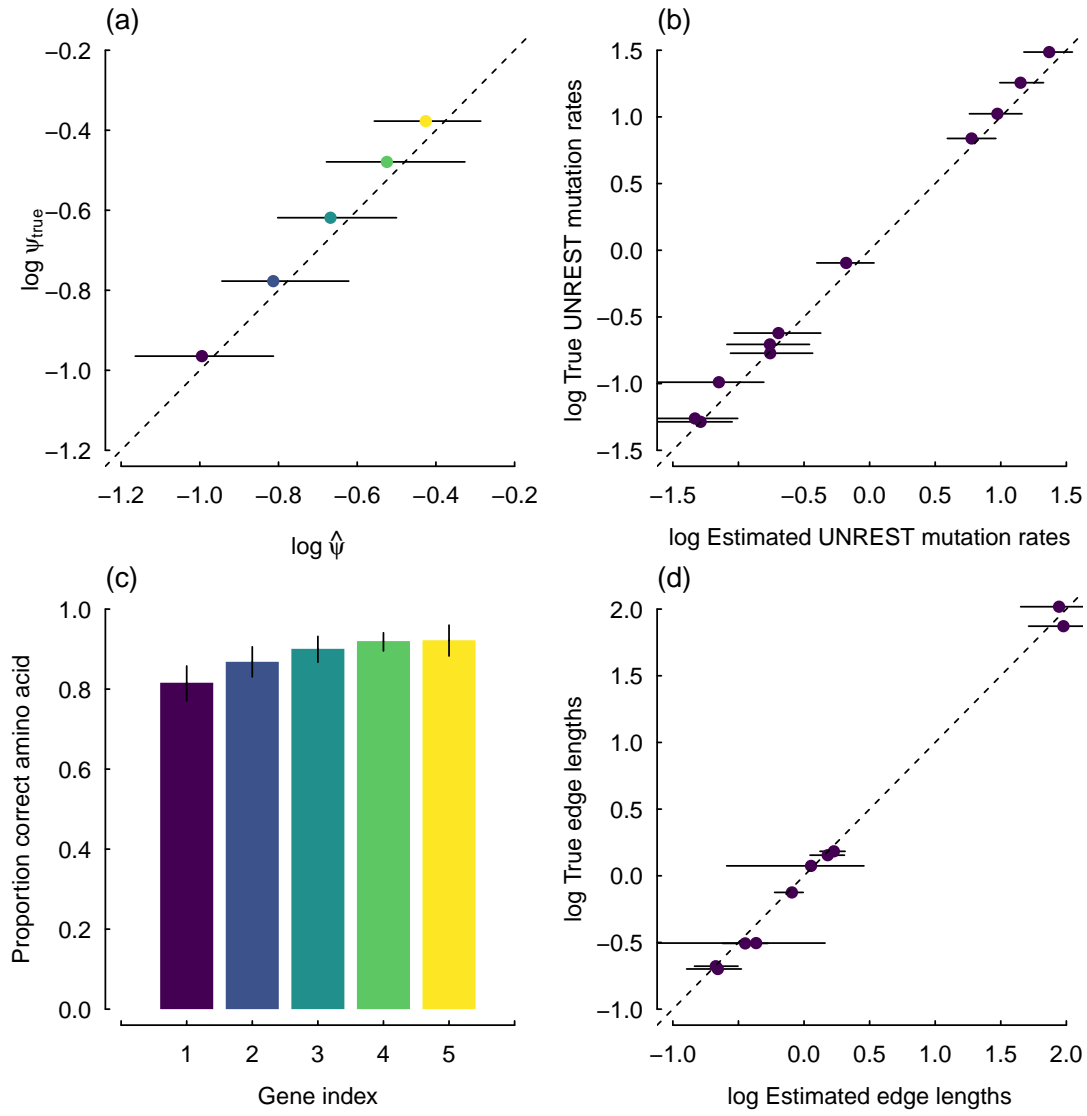 (a)
−0.2
−0.4
−0.6
−0.8
−1.0
−1.2
log ψtrue
−1.2 −1.0 −0.8 −0.6 −0.4 −0.2
log ψ̂
(b)
1.5
1.0
0.5
0.0
−0.5
−1.0
−1.5
log True UNREST mutation rates
−1.5 −0.5 0.0 0.5 1.0 1.5
log Estimated UNREST mutation rates
(c)
1.0
0.8
0.6
0.4
0.2
0.0
Proportion correct amino acid
1 2 3 4 5
Gene index
(d)
2.0
1.5
1.0
0.5
0.0
−0.5
−1.0
log True edge lengths
−1.0 0.0 0.5 1.0 1.5 2.0
log Estimated edge lengths